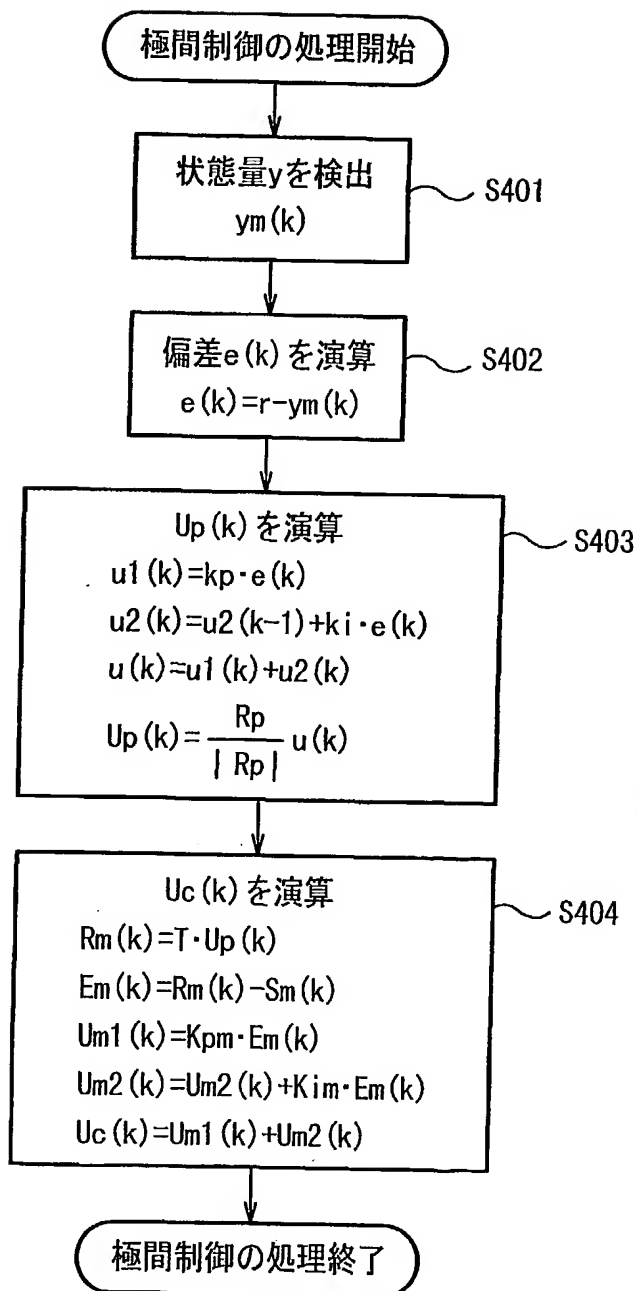 極間制御の処理開始
状態量yを検出
ym(k)
S401
偏差e(k)を演算
e(k)=r-ym(k)
S402
Up(k)を演算
u1(k)=kp・e(k)
u2(k)=u2(k-1)+ki・e(k)
u(k)=u1(k)+u2(k)
Up(k)=Rp/|Rp| u(k)
S403
Uc(k)を演算
Rm(k)=T・Up(k)
Em(k)=Rm(k)-Sm(k)
Um1(k)=Kpm・Em(k)
Um2(k)=Um2(k)+Kim・Em(k)
Uc(k)=Um1(k)+Um2(k)
S404
極間制御の処理終了